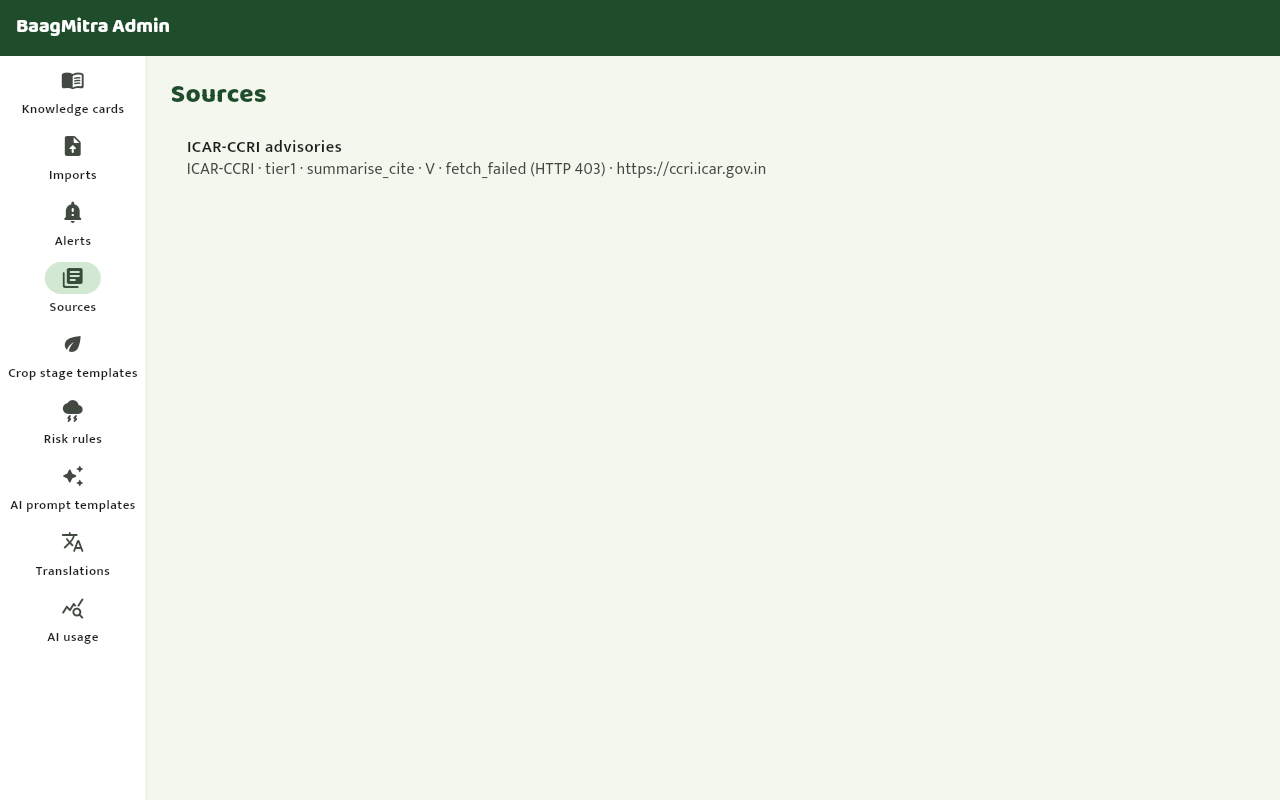 BaagMitra Admin
Knowledge cards
Imports
Alerts
Sources
Crop stage templates
Risk rules
AI prompt templates
Translations
AI usage
Sources
ICAR-CCRI advisories
ICAR-CCRI · tier1 · summarise_cite · V · fetch_failed (HTTP 403) · https://ccri.icar.gov.in